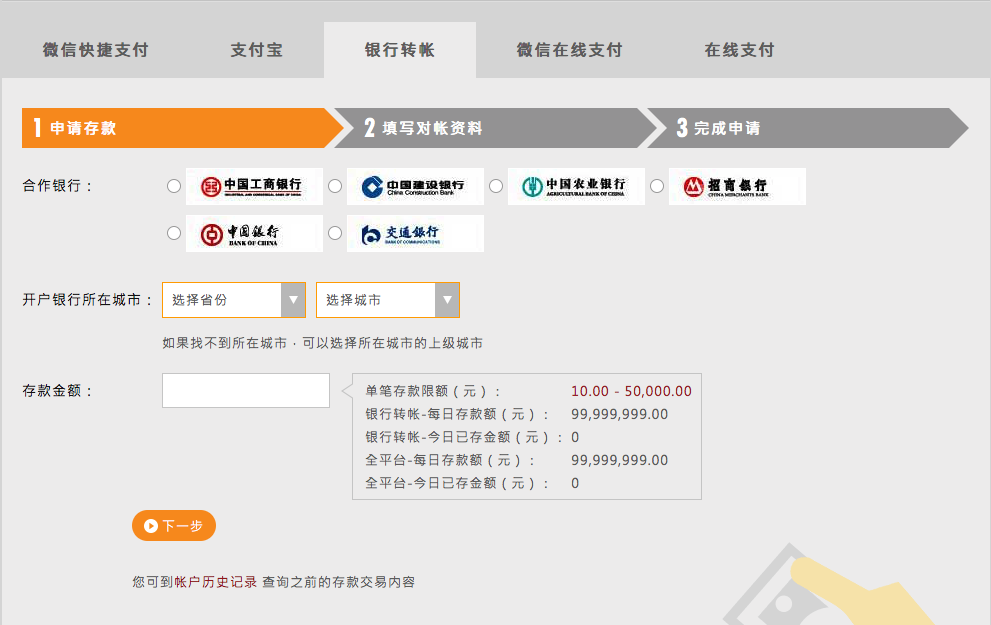 微信快捷支付 支付宝 银行转帐 微信在线支付 在线支付
1 申请存款 2 填写对帐资料 3 完成申请
合作银行：
中国工商银行
INDUSTRIAL AND COMMERCIAL BANK OF CHINA
中国建设银行
China Construction Bank
中国农业银行
AGRICULTURAL BANK OF CHINA
招商银行
CHINA MERCHANTS BANK
中国银行
BANK OF CHINA
交通银行
BANK OF COMMUNICATIONS
开户银行所在城市： 选择省份 选择城市
如果找不到所在城市，可以选择所在城市的上级城市
存款金额：
单笔存款限额（元）： 10.00 - 50,000.00
银行转帐-每日存款额（元）： 99,999,999.00
银行转帐-今日已存金额（元）： 0
全平台-每日存款额（元）： 99,999,999.00
全平台-今日已存金额（元）： 0
下一步
您可到帐户历史记录 查询之前的存款交易内容